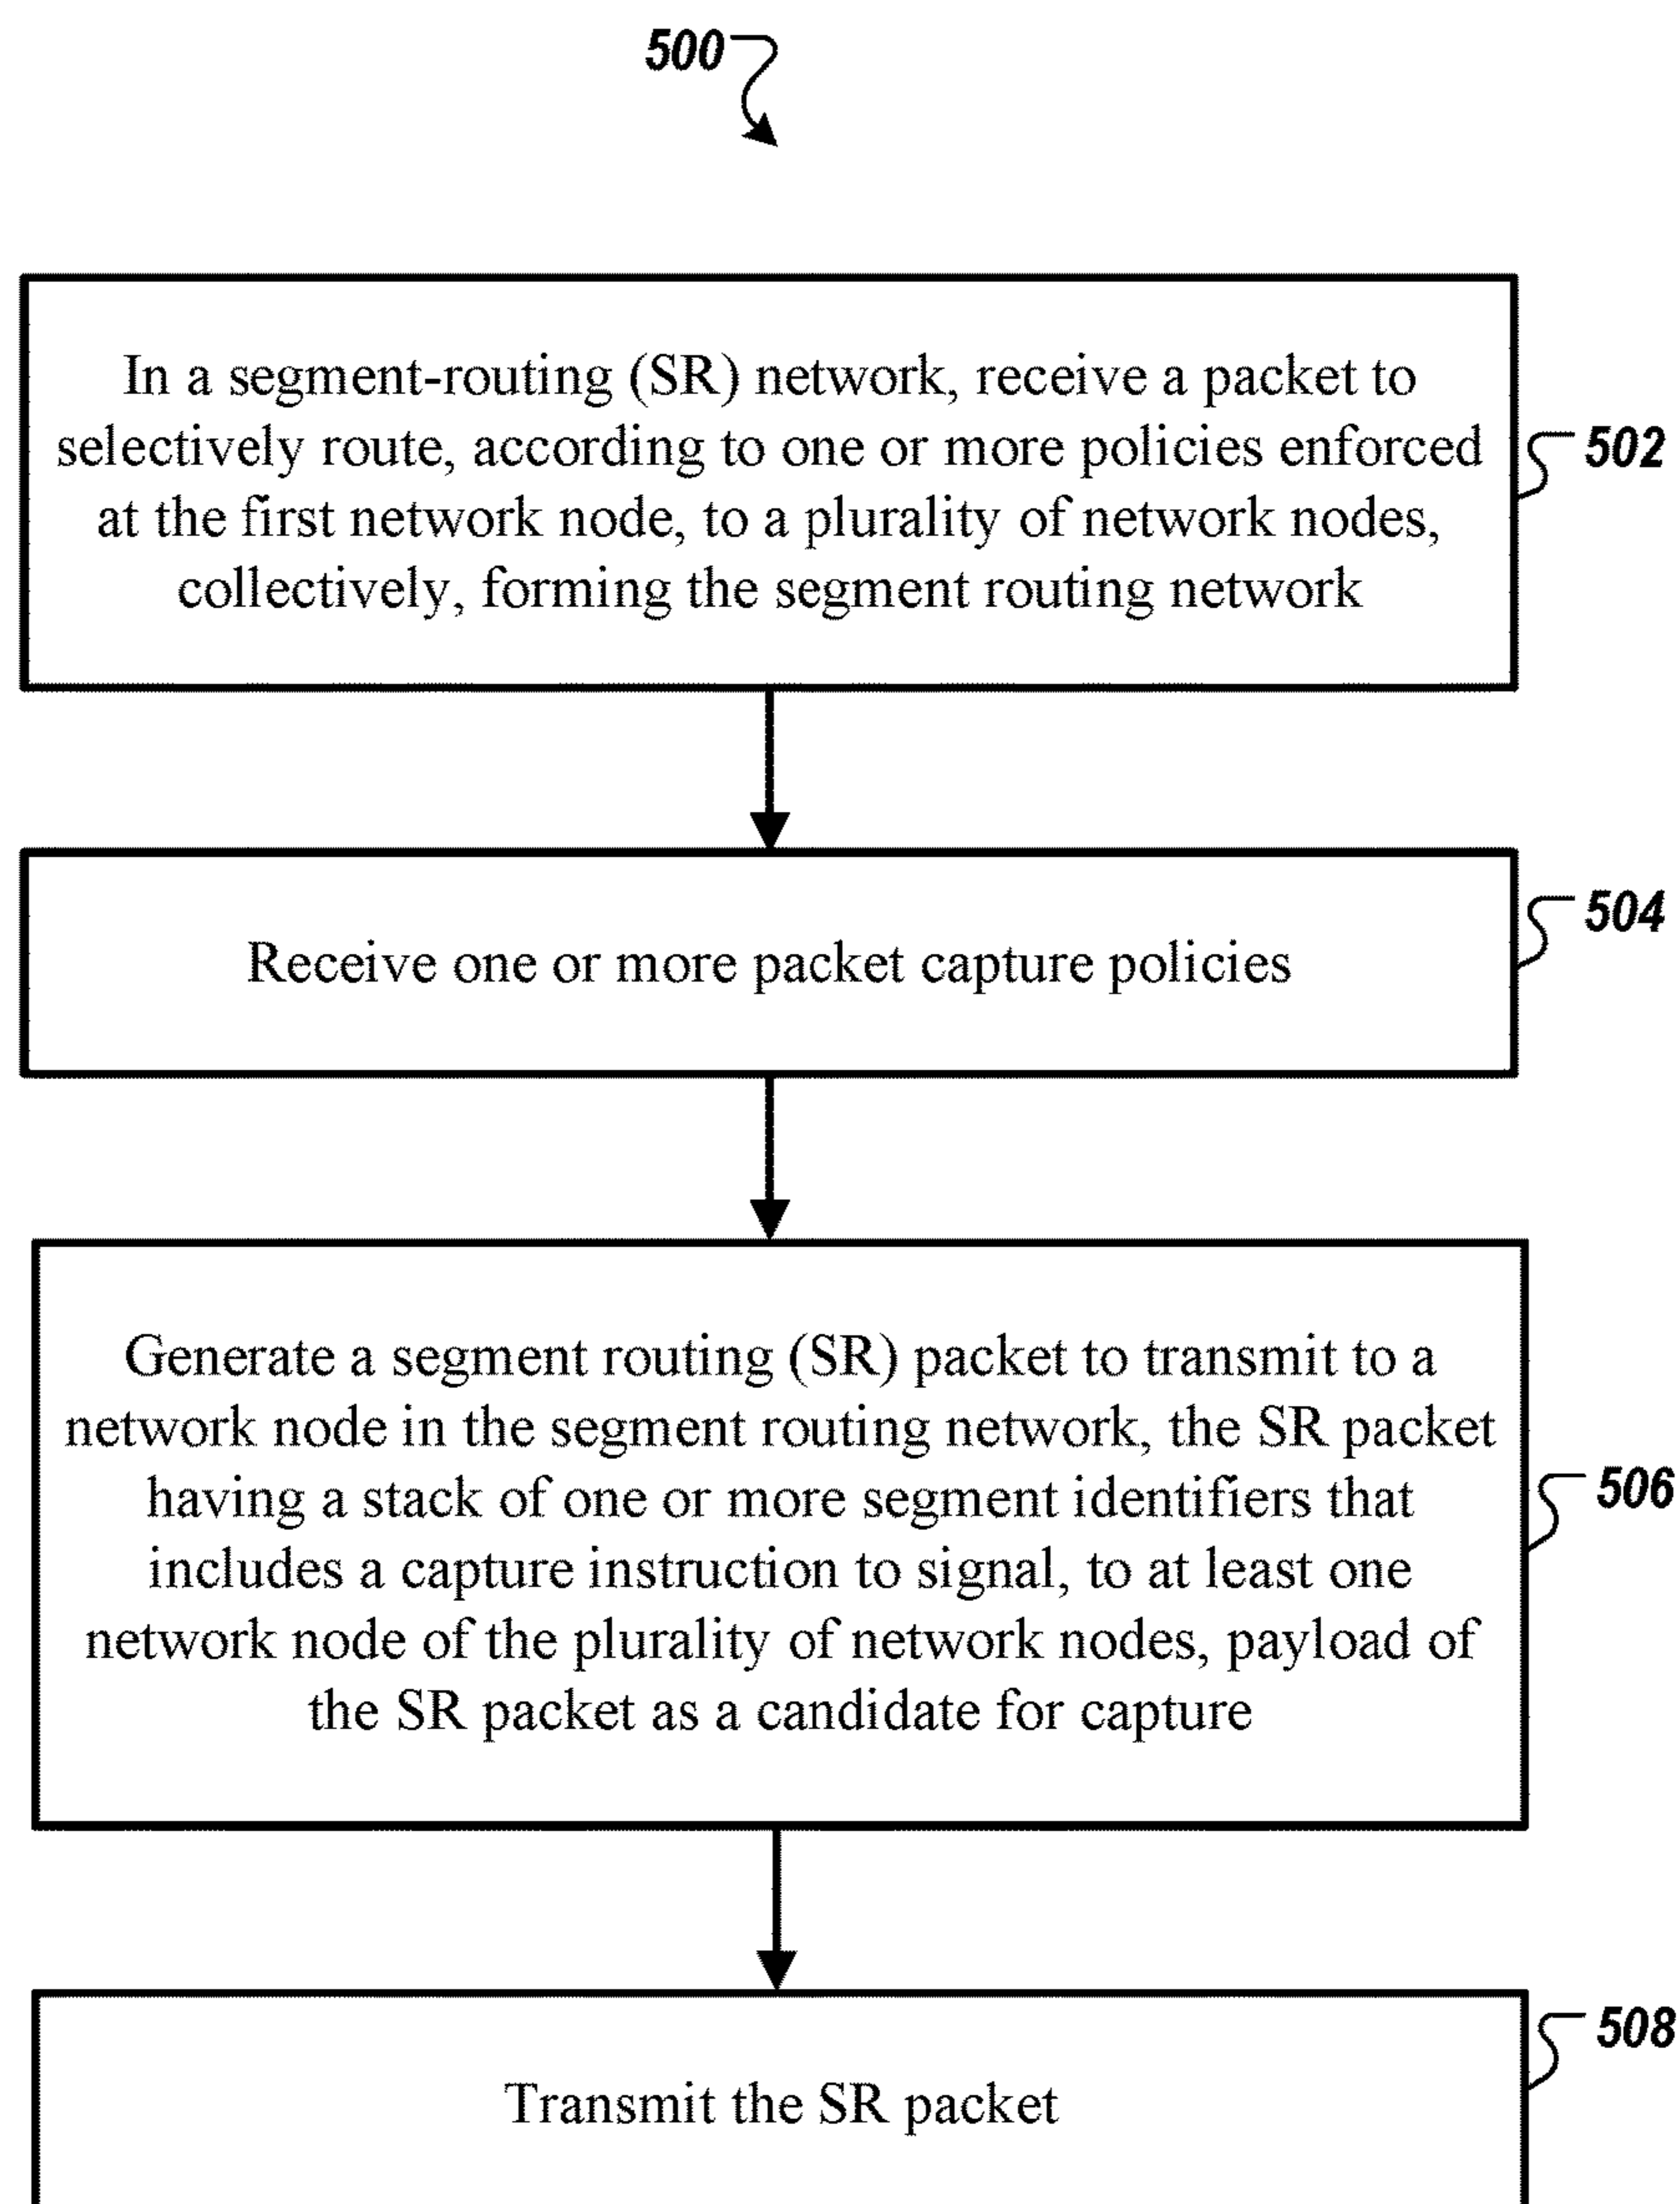 500
In a segment-routing (SR) network, receive a packet to
selectively route, according to one or more policies enforced
at the first network node, to a plurality of network nodes,
collectively, forming the segment routing network
502
Receive one or more packet capture policies
504
Generate a segment routing (SR) packet to transmit to a
network node in the segment routing network, the SR packet
having a stack of one or more segment identifiers that
includes a capture instruction to signal, to at least one
network node of the plurality of network nodes, payload of
the SR packet as a candidate for capture
506
Transmit the SR packet
508